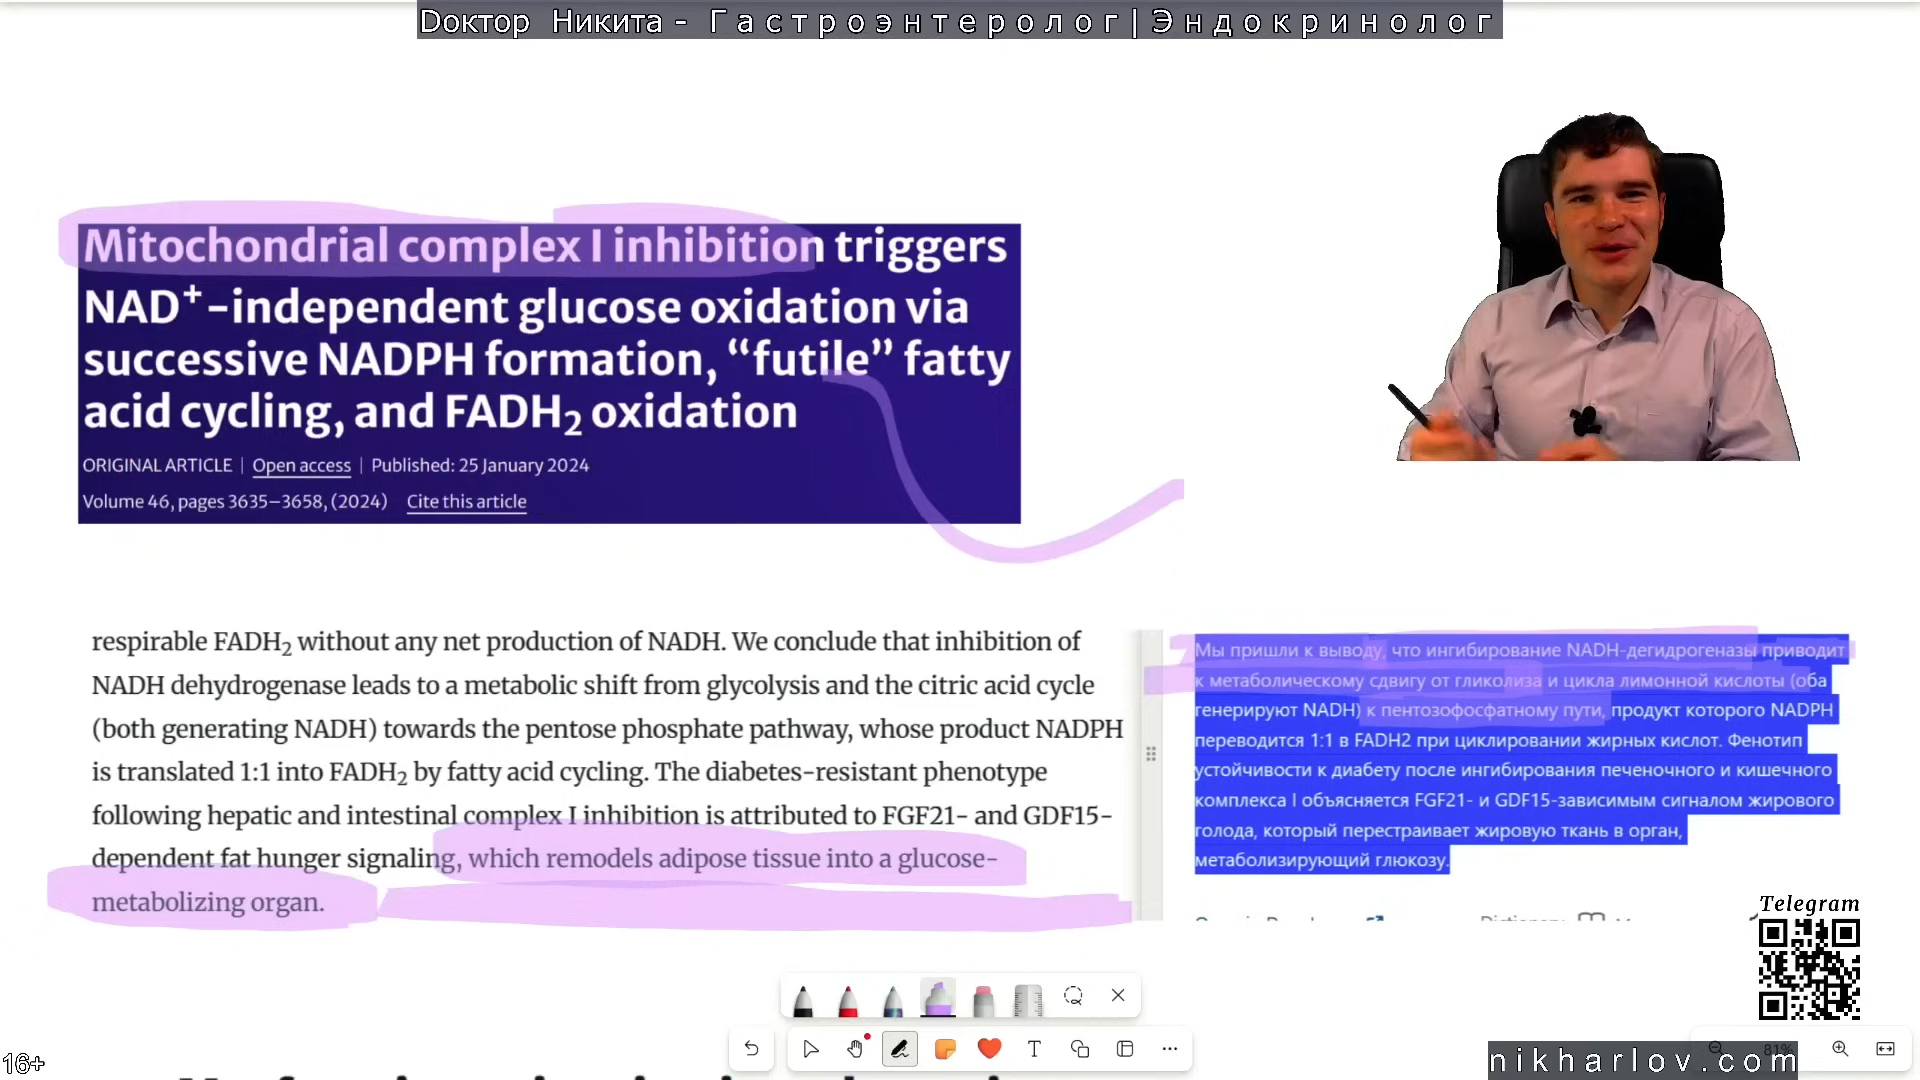 Dоктор Никита - Гастроэнтеролог|Эндокринолог
Mitochondrial complex I inhibition triggers
NAD⁺-independent glucose oxidation via
successive NADPH formation, “futile” fatty
acid cycling, and FADH₂ oxidation
ORIGINAL ARTICLE | Open access | Published: 25 January 2024
Volume 46, pages 3635–3658, (2024) Cite this article
respirable FADH₂ without any net production of NADH. We conclude that inhibition of
NADH dehydrogenase leads to a metabolic shift from glycolysis and the citric acid cycle
(both generating NADH) towards the pentose phosphate pathway, whose product NADPH
is translated 1:1 into FADH₂ by fatty acid cycling. The diabetes-resistant phenotype
following hepatic and intestinal complex I inhibition is attributed to FGF21- and GDF15-
dependent fat hunger signaling, which remodels adipose tissue into a glucose-
metabolizing organ.
Мы пришли к выводу, что ингибирование NADH-дегидрогеназы приводит
к метаболическому сдвигу от гликолиза и цикла лимонной кислоты (оба
генерируют NADH) к пентозофосфатному пути, продукт которого NADPH
переводится 1:1 в FADH2 при циклировании жирных кислот. Фенотип
устойчивости к диабету после ингибирования печеночного и кишечного
комплекса I объясняется FGF21- и GDF15-зависимым сигналом жирового
голода, который перестраивает жировую ткань в орган,
метаболизирующий глюкозу.
Telegram
T
81%
16+
nikharlov.com